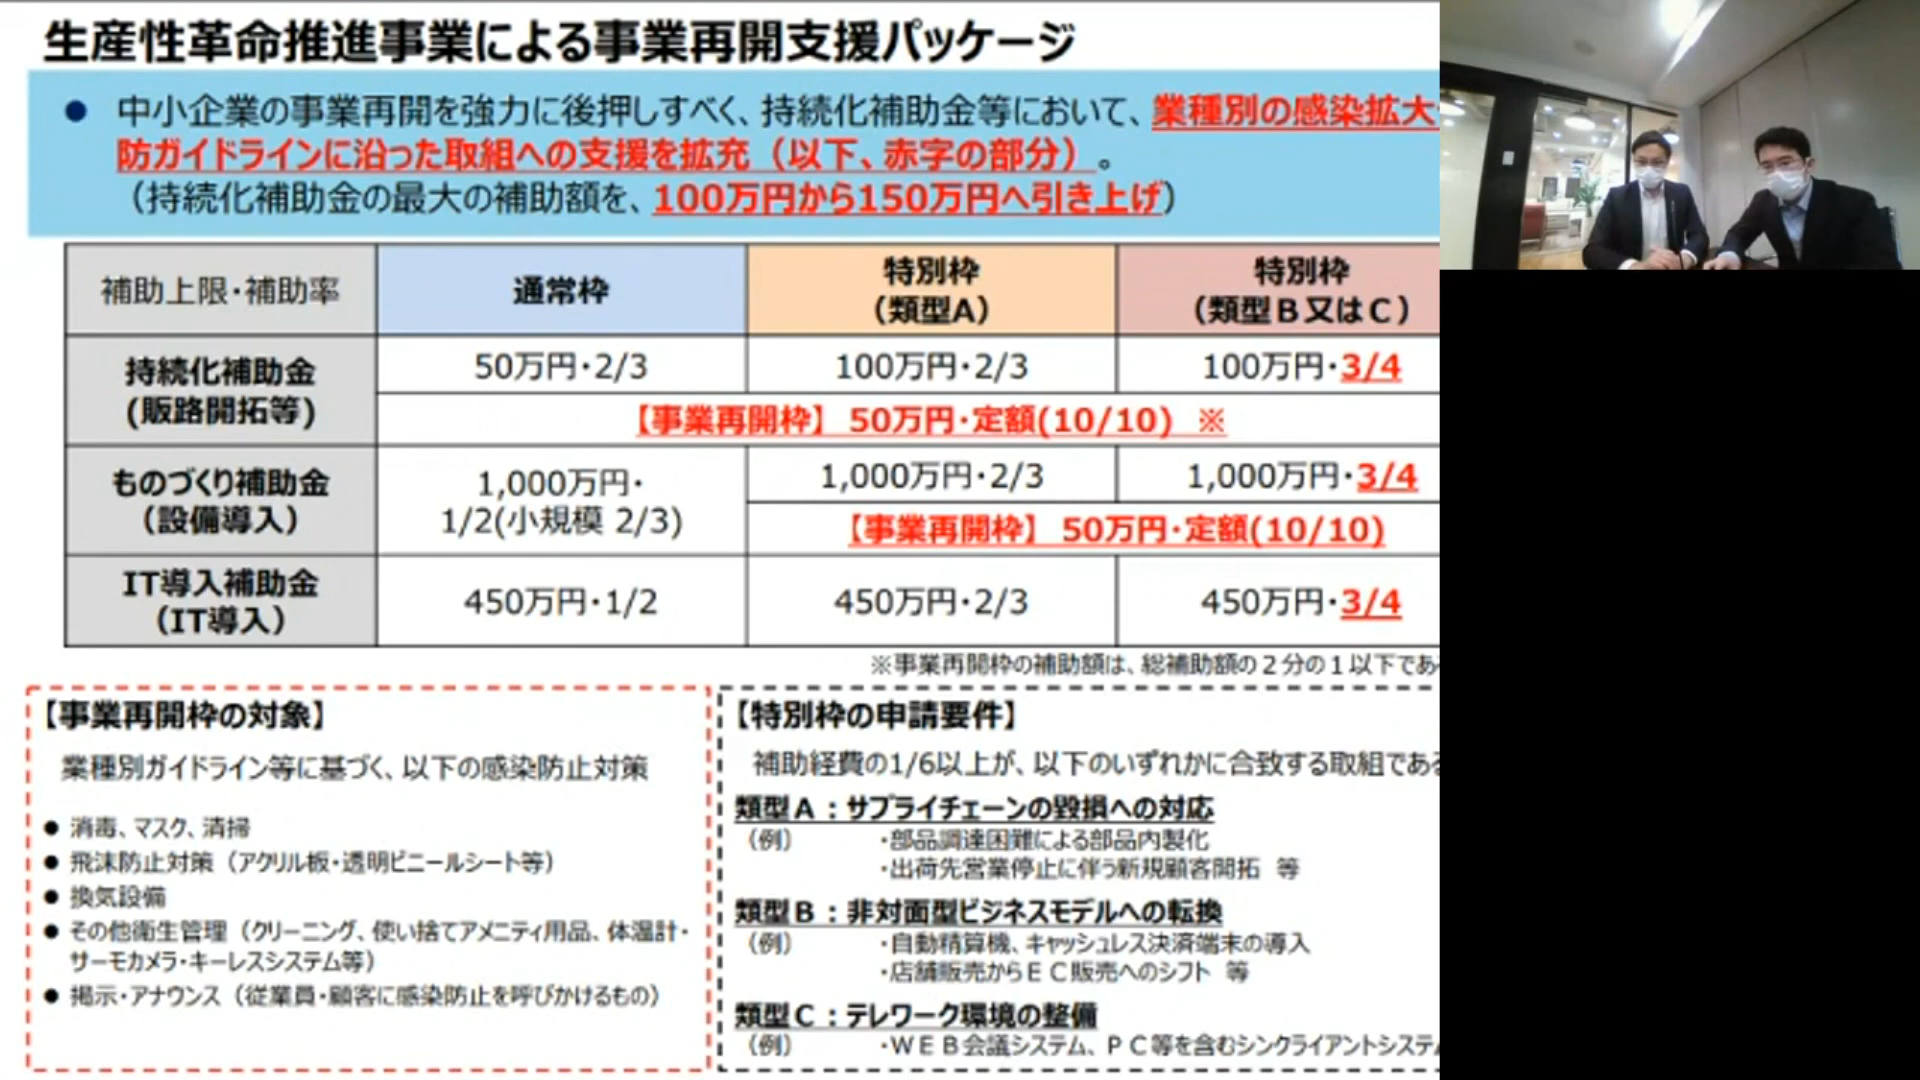 生産性革命推進事業による事業再開支援パッケージ
● 中小企業の事業再開を強力に後押しすべく、持続化補助金等において、業種別の感染拡大
防ガイドラインに沿った取組への支援を拡充（以下、赤字の部分）。
（持続化補助金の最大の補助額を、100万円から150万円へ引き上げ）
補助上限・補助率
通常枠
特別枠
（類型A）
特別枠
（類型Ｂ又はＣ）
持続化補助金
(販路開拓等)
50万円・2/3
100万円・2/3
100万円・3/4
【事業再開枠】 50万円・定額(10/10) ※
ものづくり補助金
（設備導入）
1,000万円・
1/2(小規模 2/3)
1,000万円・2/3
1,000万円・3/4
【事業再開枠】 50万円・定額(10/10)
IT導入補助金
（IT導入）
450万円・1/2
450万円・2/3
450万円・3/4
※事業再開枠の補助額は、総補助額の２分の１以下であ
【事業再開枠の対象】
業種別ガイドライン等に基づく、以下の感染防止対策
● 消毒、マスク、清掃
● 飛沫防止対策（アクリル板・透明ビニールシート等）
● 換気設備
● その他衛生管理（クリーニング、使い捨てアメニティ用品、体温計・
サーモカメラ・キーレスシステム等）
● 掲示・アナウンス（従業員・顧客に感染防止を呼びかけるもの）
【特別枠の申請要件】
補助経費の1/6以上が、以下のいずれかに合致する取組である
類型Ａ：サプライチェーンの毀損への対応
（例） ・部品調達困難による部品内製化
・出荷先営業停止に伴う新規顧客開拓 等
類型Ｂ：非対面型ビジネスモデルへの転換
（例） ・自動精算機、キャッシュレス決済端末の導入
・店舗販売からＥＣ販売へのシフト 等
類型Ｃ：テレワーク環境の整備
（例） ・ＷＥＢ会議システム、ＰＣ等を含むシンクライアントシステム